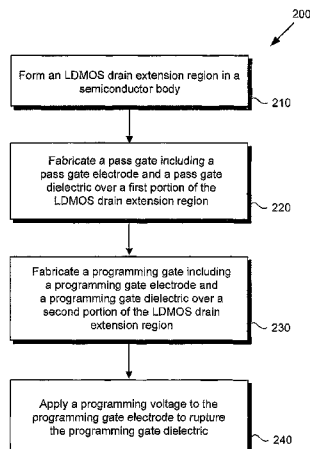 200
Form an LDMOS drain extension region in a
semiconductor body
210
Fabricate a pass gate including a
pass gate electrode and a pass gate
dielectric over a first portion of the
LDMOS drain extension region
220
Fabricate a programming gate including
a programming gate electrode and
a programming gate dielectric over a
second portion of the LDMOS drain
extension region
230
Apply a programming voltage to the
programming gate electrode to rupture
the programming gate dielectric
240